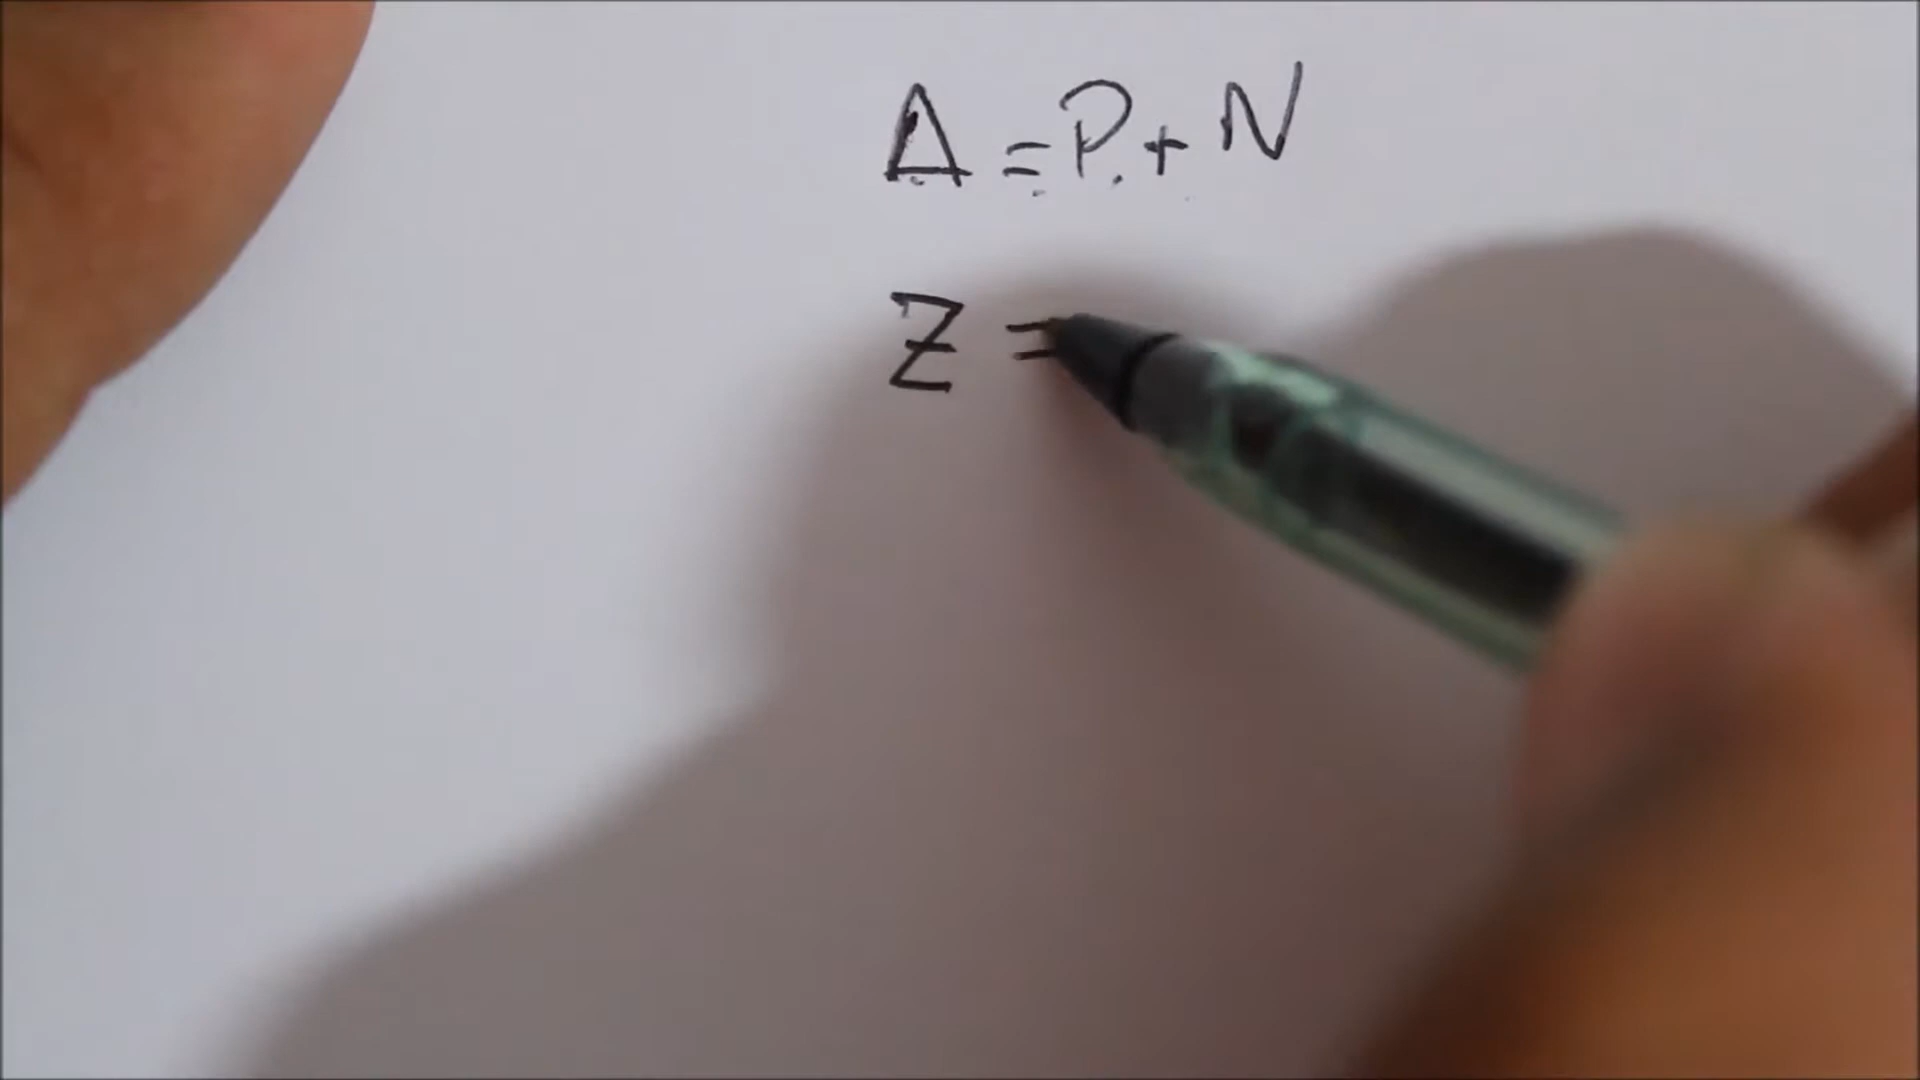 A = P + N
Z =